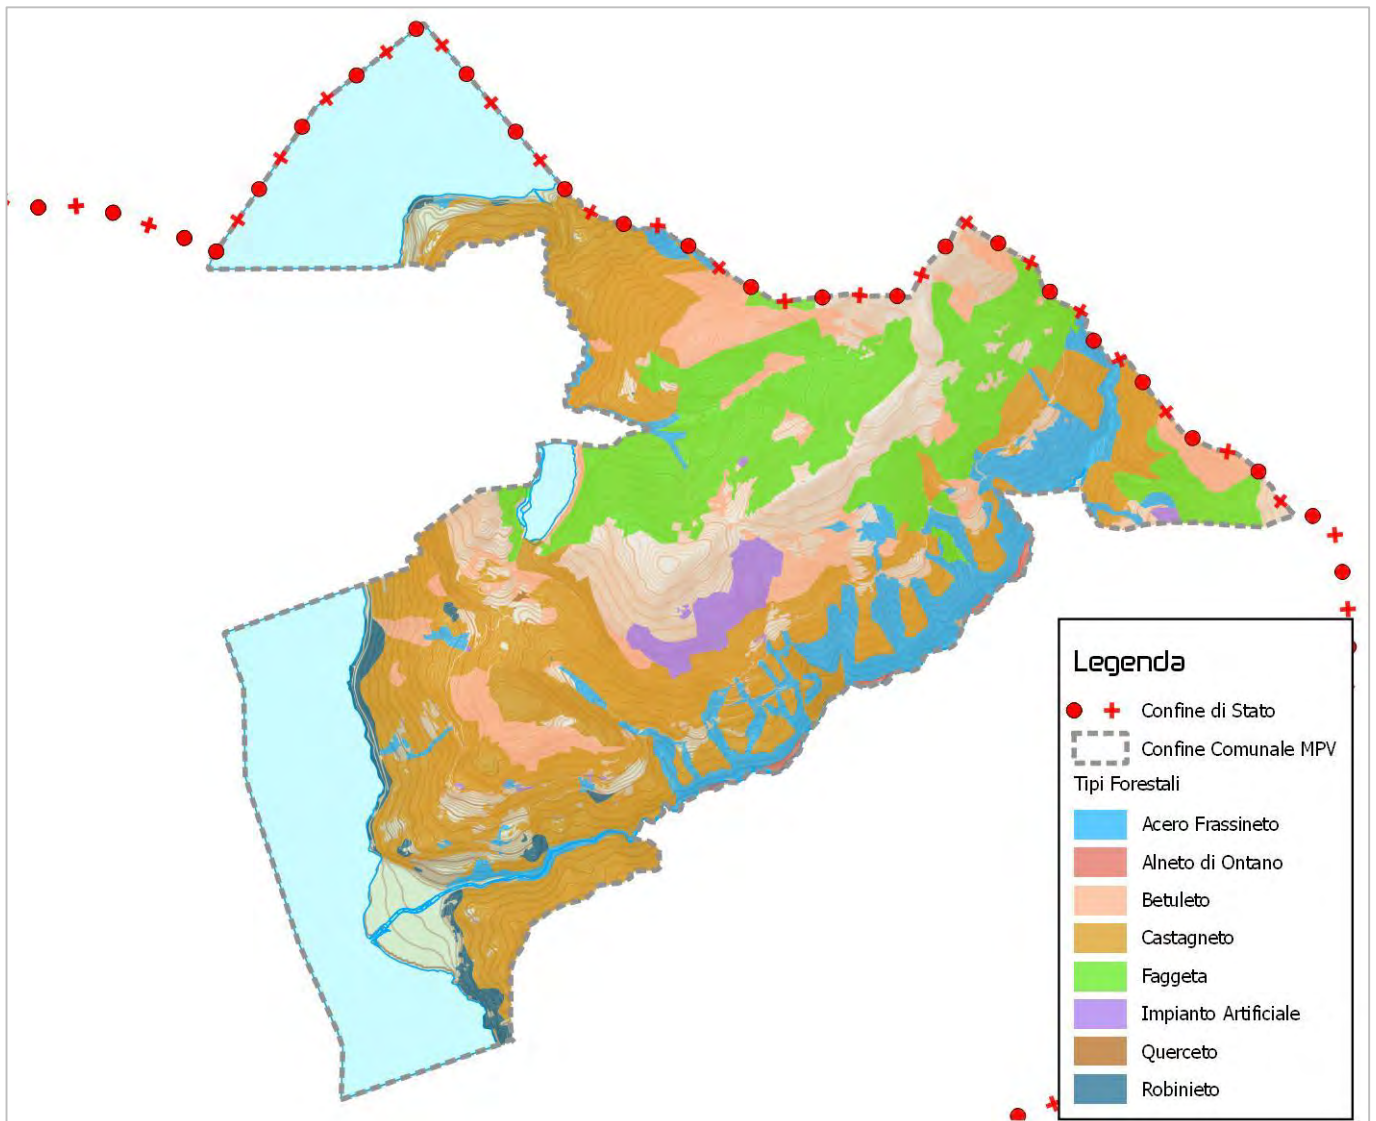 Legenda
Confine di Stato
Confine Comunale MPV
Tipi Forestali
Acero Frassineto
Alneto di Ontano
Betuleto
Castagneto
Faggeta
Impianto Artificiale
Querceto
Robinieto